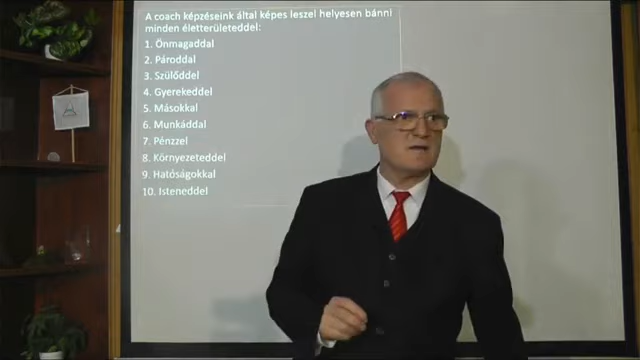 A coach képzéseink által képes leszel helyesen bánni
minden életterületeddel:
1. Önmagaddal
2. Pároddal
3. Szülőddel
4. Gyerekeddel
5. Másokkal
6. Munkáddal
7. Pénzzel
8. Környezeteddel
9. Hatóságokkal
10. Isteneddel